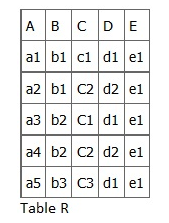 A B C D E
a1 b1 c1 d1 e1
a2 b1 C2 d2 e1
a3 b2 C1 d1 e1
a4 b2 C2 d2 e1
a5 b3 C3 d1 e1
Table R